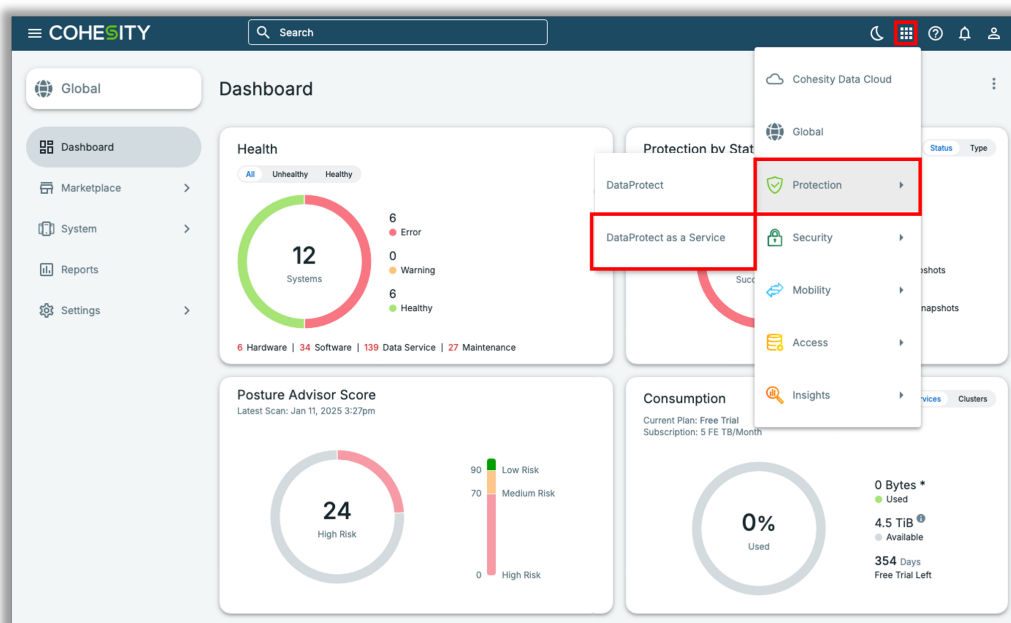 COHESITY
Search
Global
Dashboard
Marketplace
System
Reports
Settings
Dashboard
Health
All Unhealthy Healthy
12
Systems
6
Error
0
Warning
6
Healthy
6 Hardware | 34 Software | 139 Data Service | 27 Maintenance
Protection by Stat
Status Type
Succ
shots
napshots
Cohesity Data Cloud
Global
Protection
Security
Mobility
Access
Insights
DataProtect
DataProtect as a Service
Posture Advisor Score
Latest Scan: Jan 11, 2025 3:27pm
24
High Risk
90 Low Risk
70 Medium Risk
0 High Risk
Consumption
vices Clusters
Current Plan: Free Trial
Subscription: 5 FE TB/Month
0%
Used
0 Bytes *
Used
4.5 TiB
Available
354 Days
Free Trial Left